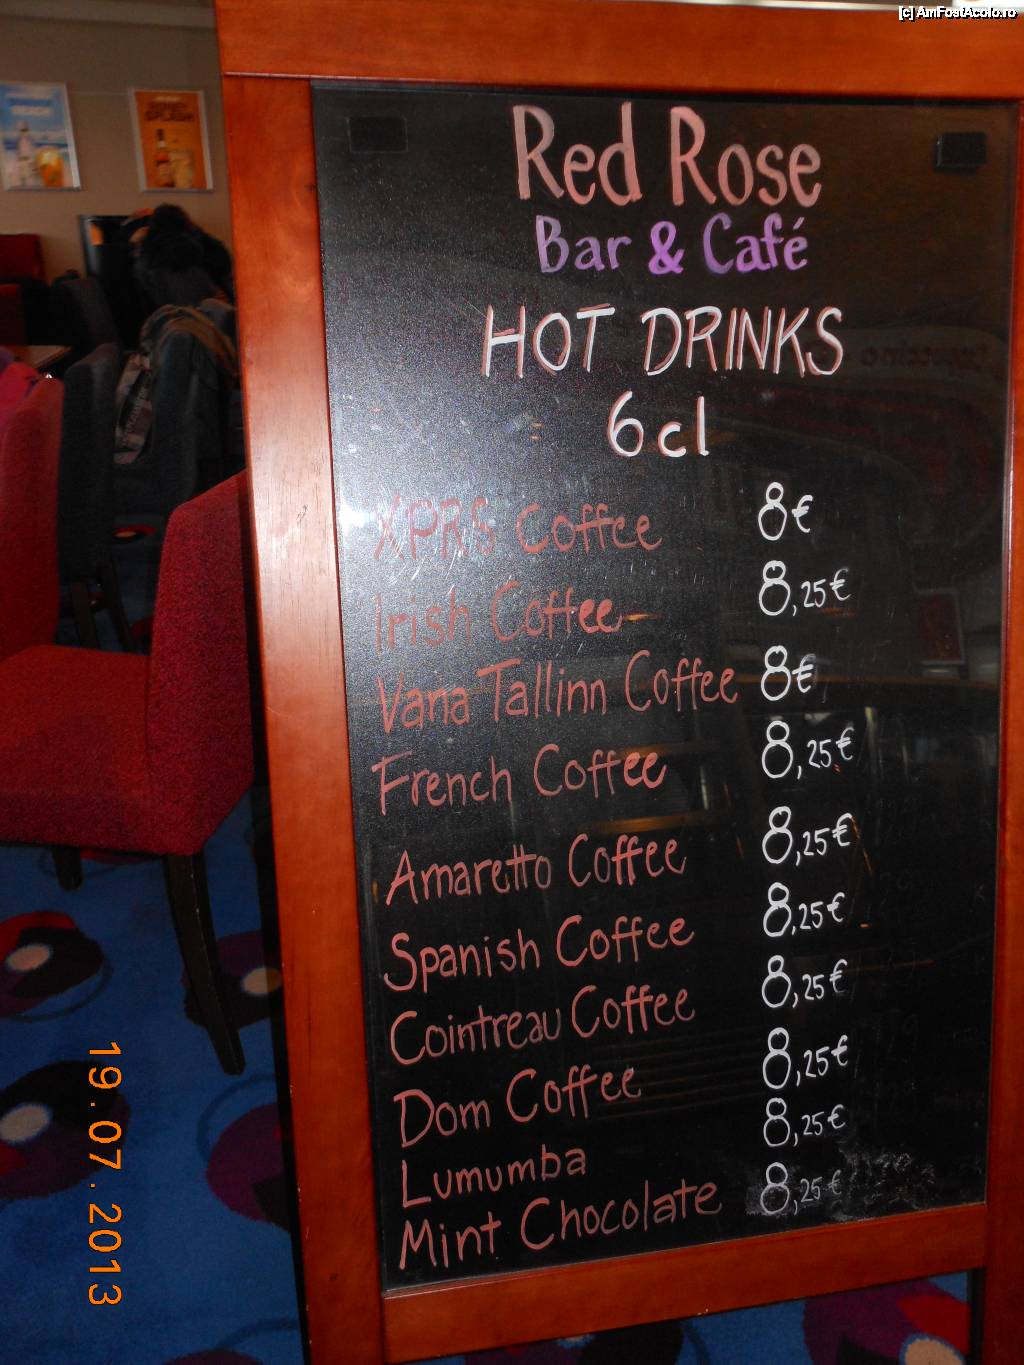 [c] AmFostAcolo.ro
Red Rose
Bar & Café
HOT DRINKS
6cl
XPRS Coffee 8€
Irish Coffee 8,25€
Vana Tallinn Coffee 8€
French Coffee 8,25€
Amaretto Coffee 8,25€
Spanish Coffee 8,25€
Cointreau Coffee 8,25€
Dom Coffee 8,25€
Lumumba 8,25€
Mint Chocolate 8,25€
19.07.2013